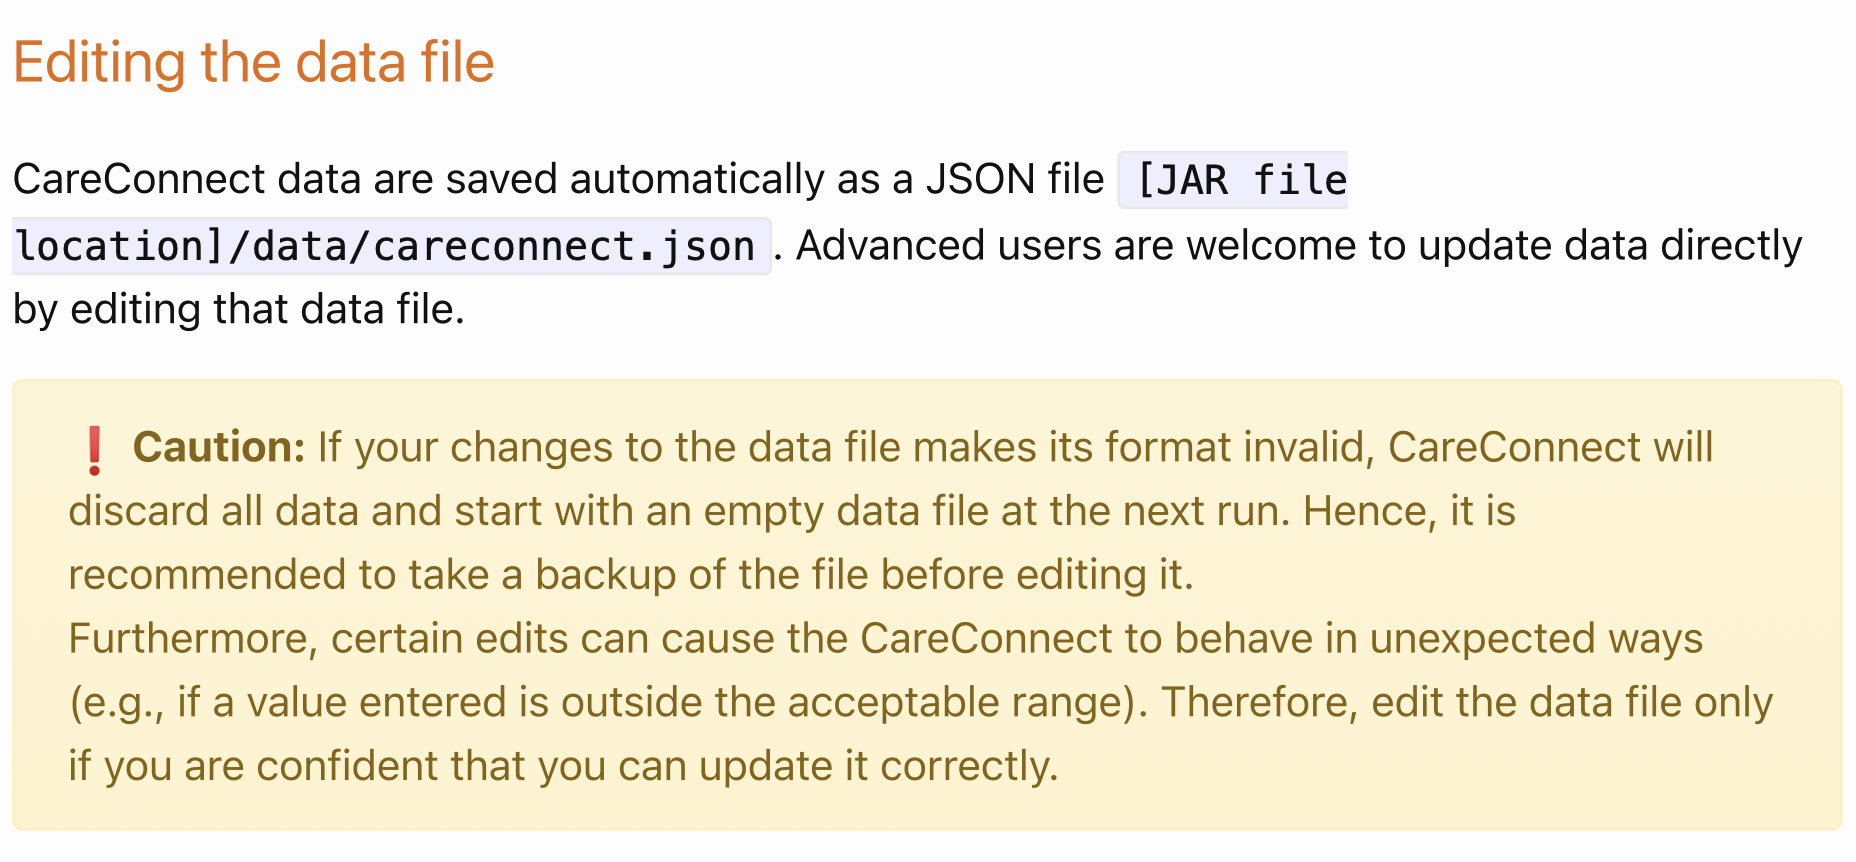 Editing the data file
CareConnect data are saved automatically as a JSON file [JAR file
location]/data/careconnect.json. Advanced users are welcome to update data directly
by editing that data file.
❗ Caution: If your changes to the data file makes its format invalid, CareConnect will
discard all data and start with an empty data file at the next run. Hence, it is
recommended to take a backup of the file before editing it.
Furthermore, certain edits can cause the CareConnect to behave in unexpected ways
(e.g., if a value entered is outside the acceptable range). Therefore, edit the data file only
if you are confident that you can update it correctly.